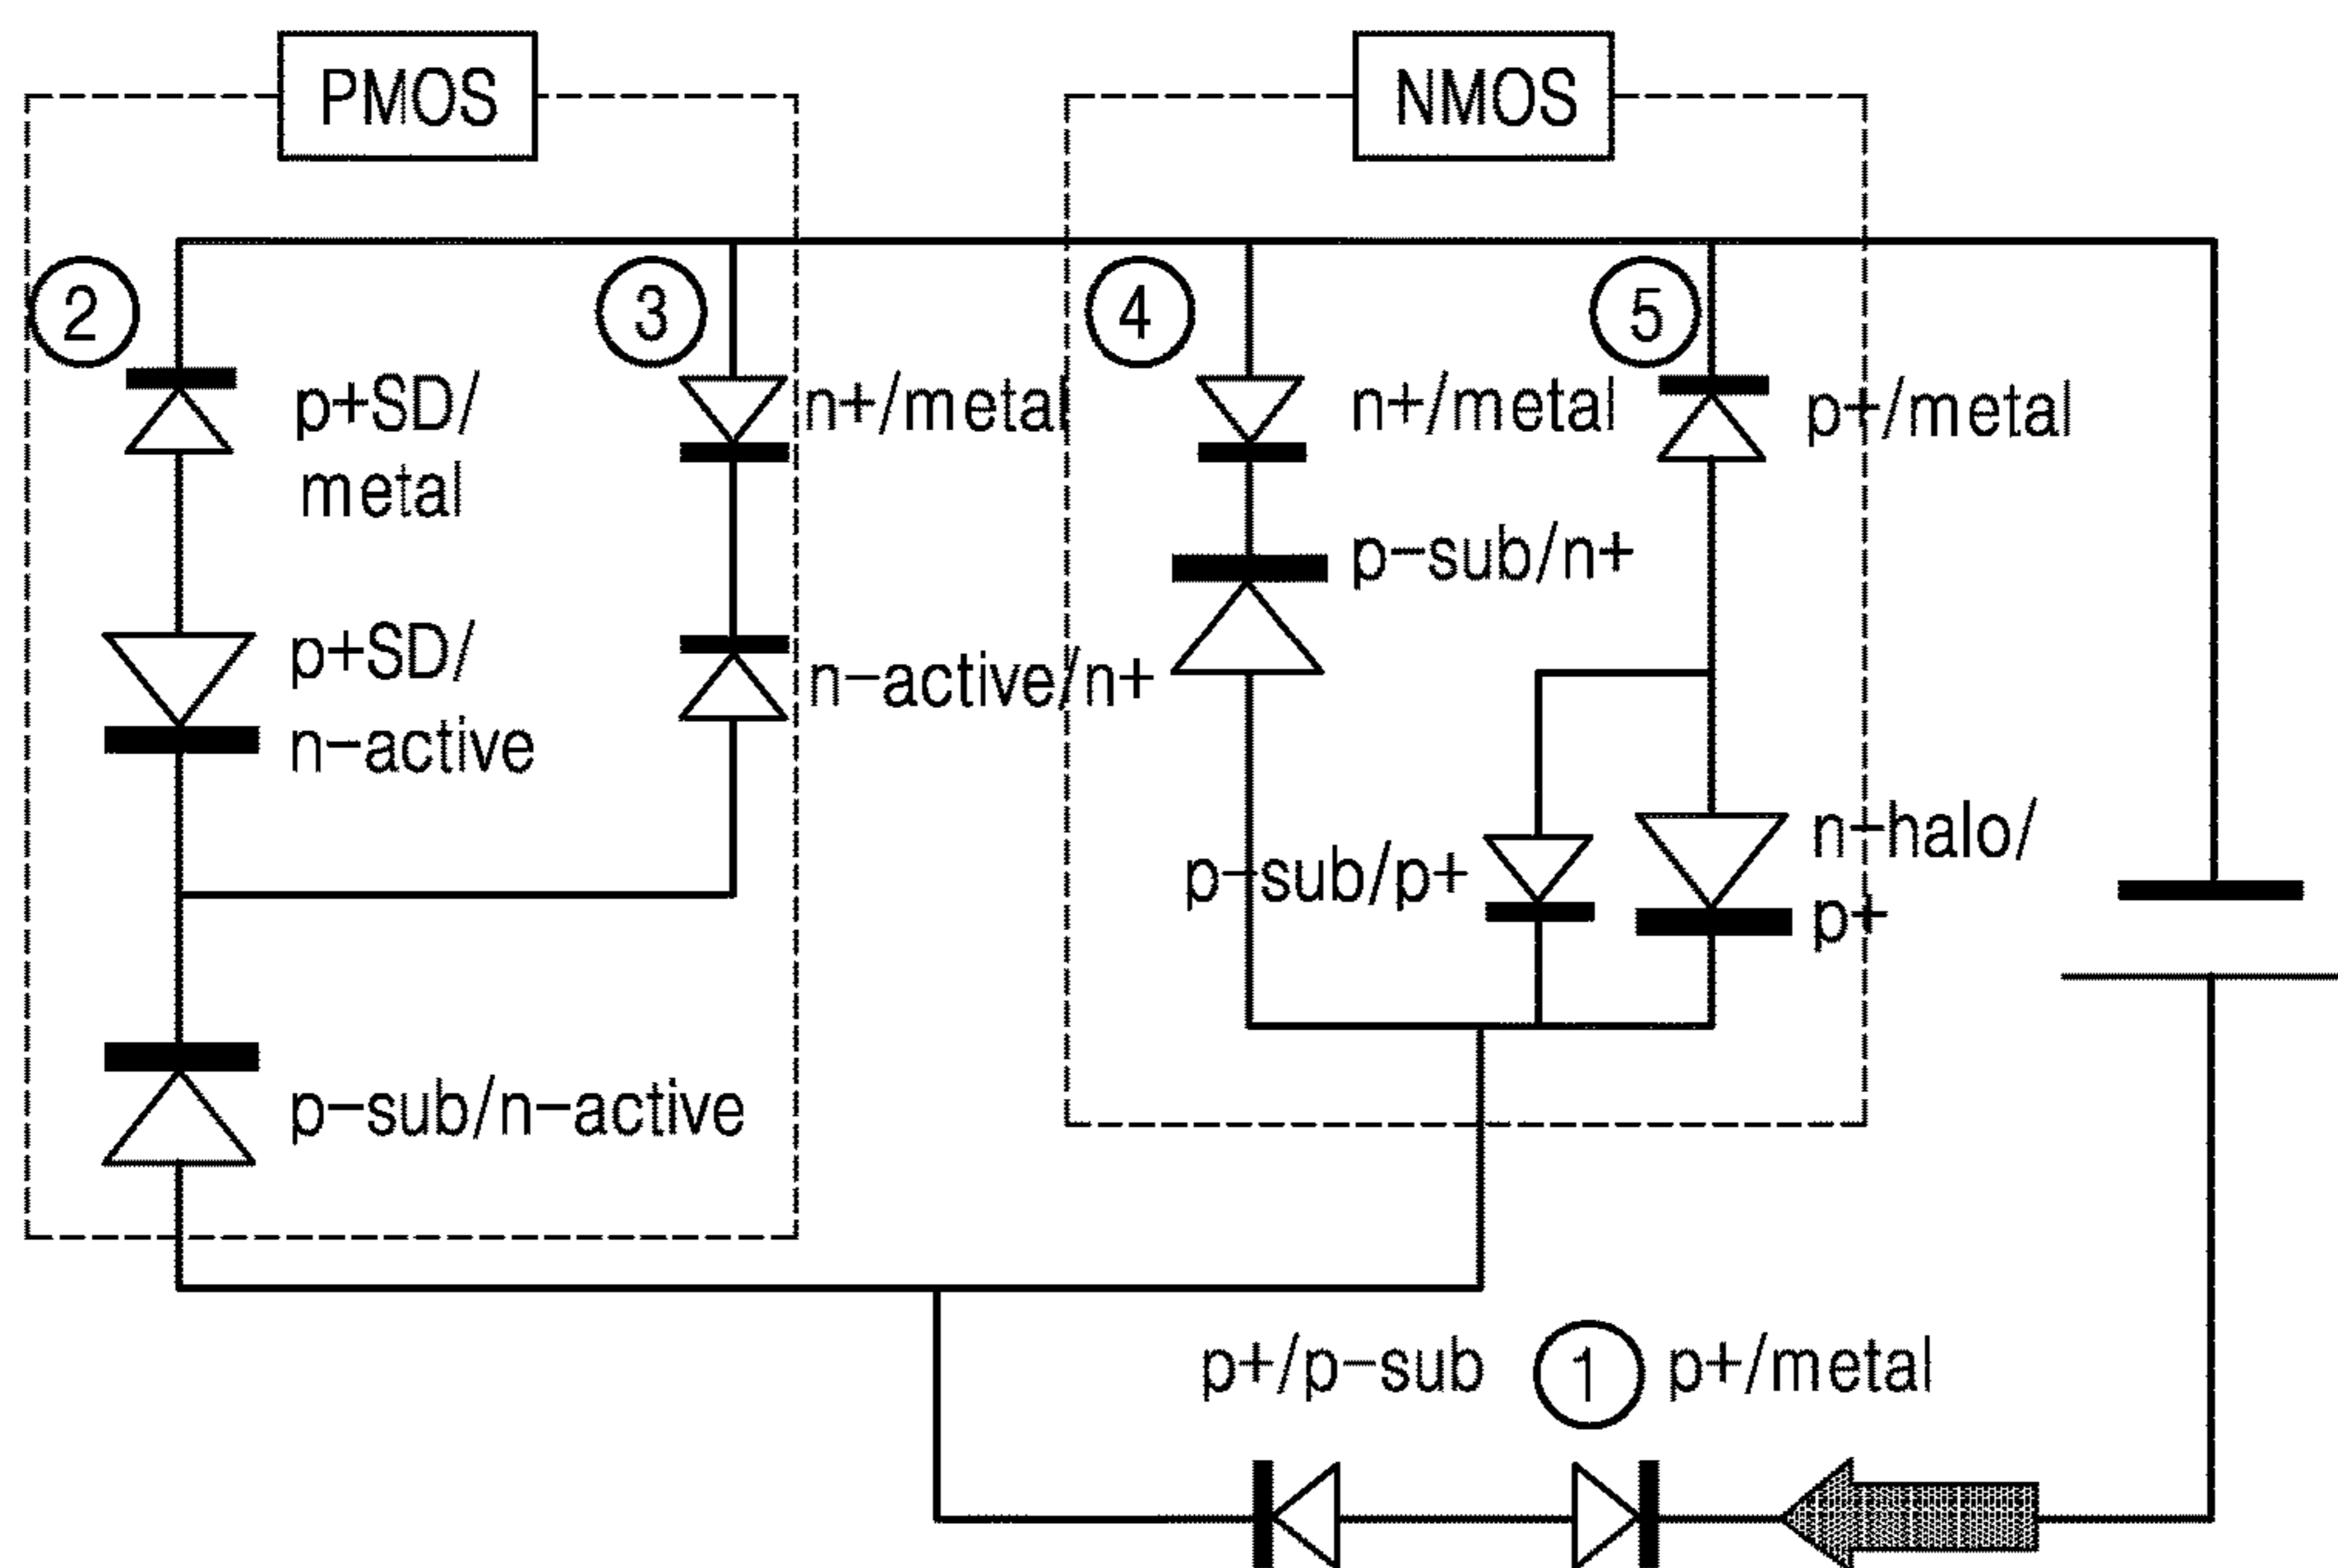 PMOS
NMOS
2
3
4
5
p+SD/
metal
n+/metal
n+/metal
p+/metal
p-sub/n+
p+SD/
n-active
n-active/n+
p-sub/p+
n-halo/
p+
p-sub/n-active
p+/p-sub
1
p+/metal